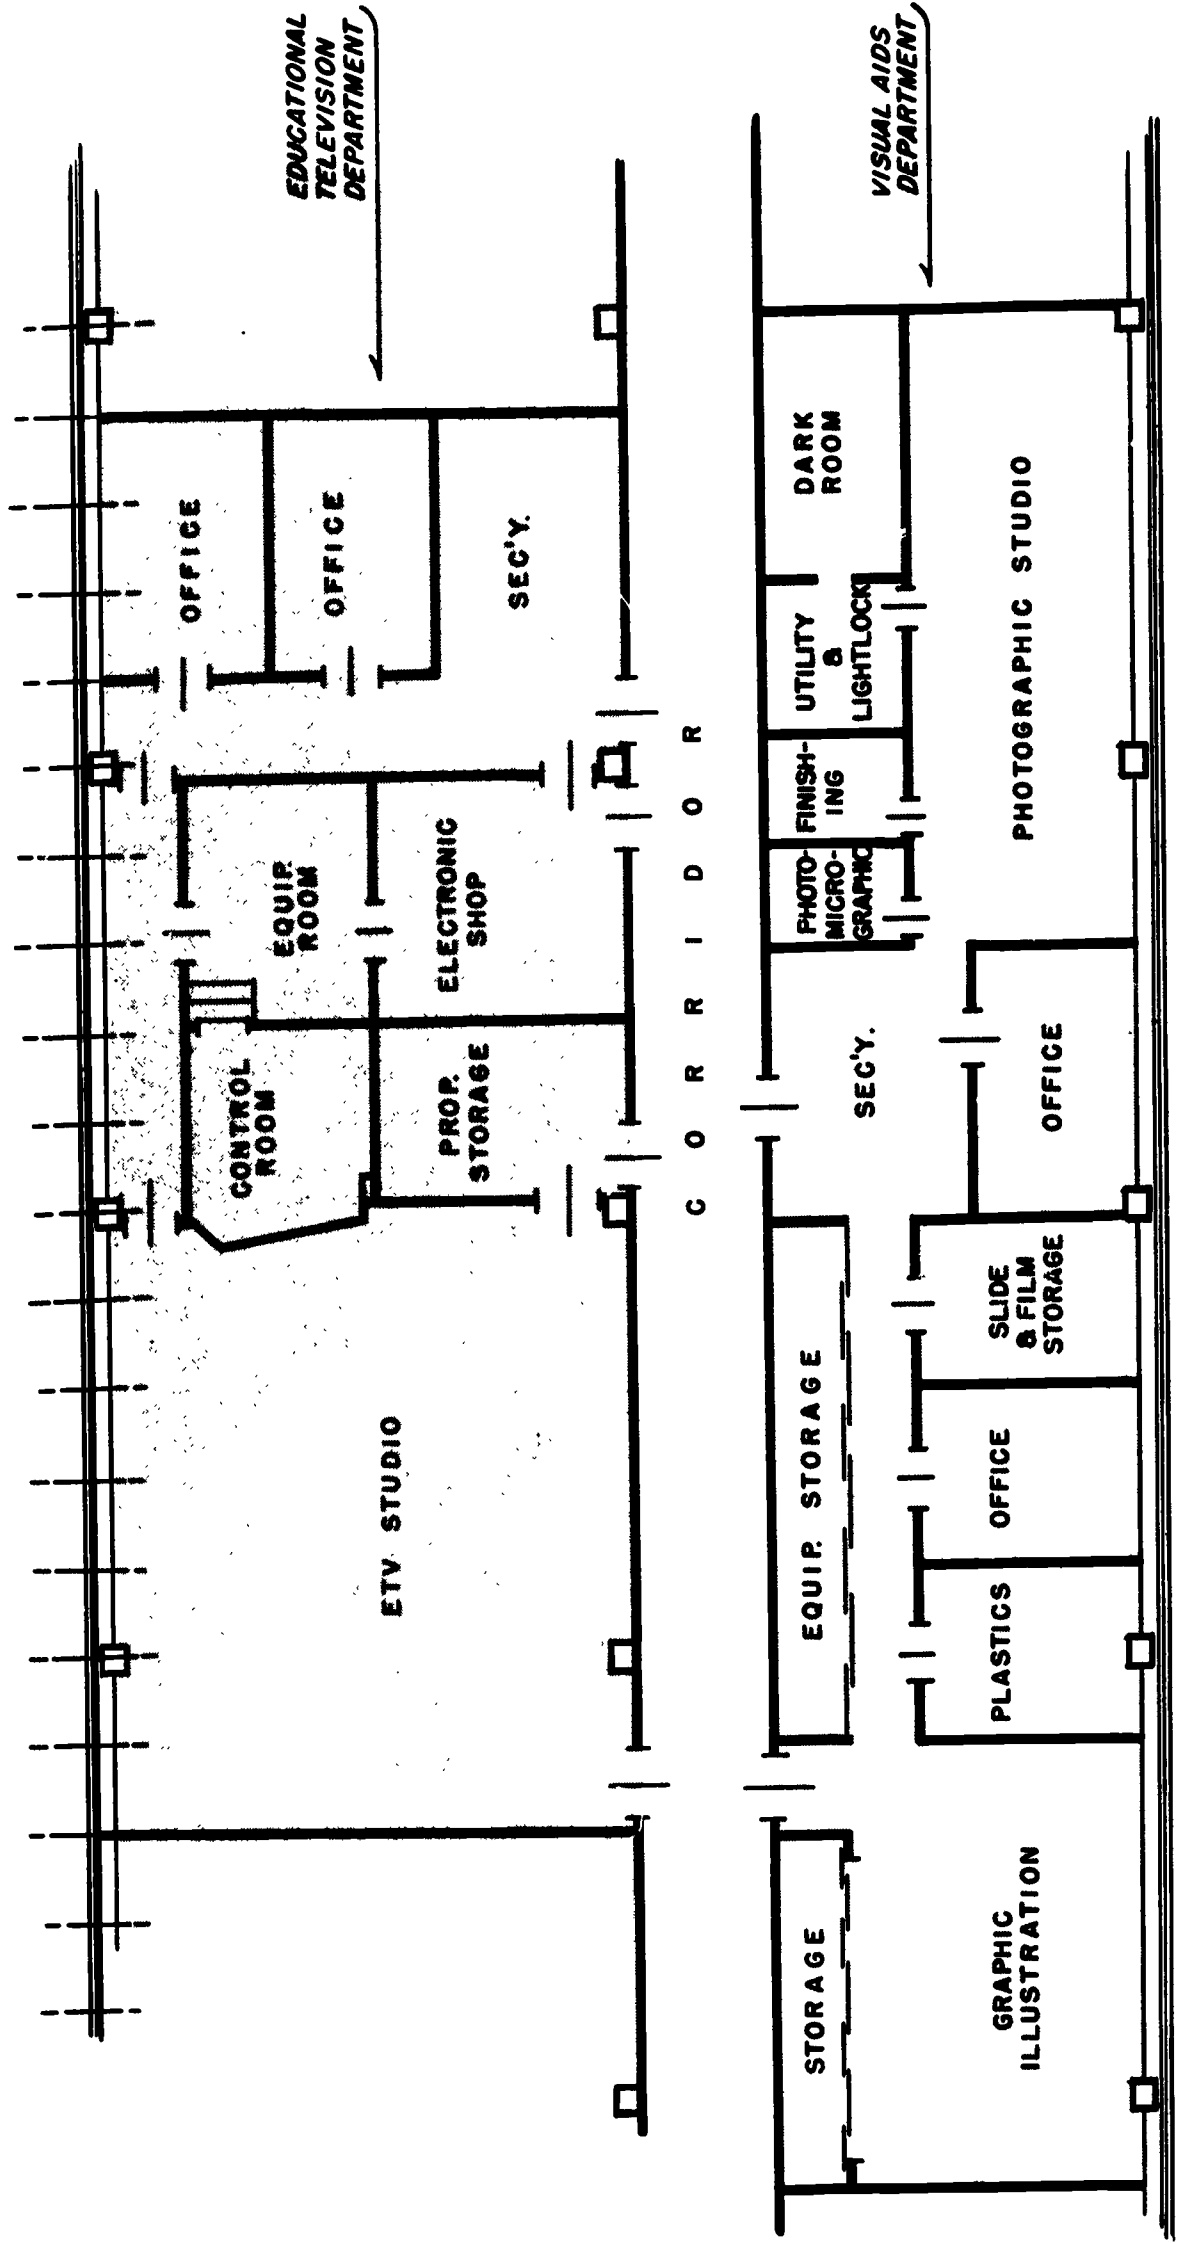 EDUCATIONAL
TELEVISION
DEPARTMENT
OFFICE
OFFICE
SEC'Y.
EQUIP.
ROOM
ELECTRONIC
SHOP
CONTROL
ROOM
PROP.
STORAGE
ETV STUDIO
CORRIDOR
VISUAL AIDS
DEPARTMENT
DARK
ROOM
UTILITY
&
LIGHTLOCK
FINISH-
ING
PHOTO-
MICRO-
GRAPHIC
PHOTOGRAPHIC STUDIO
SEC'Y.
OFFICE
EQUIP. STORAGE
SLIDE
& FILM
STORAGE
OFFICE
PLASTICS
STORAGE
GRAPHIC
ILLUSTRATION